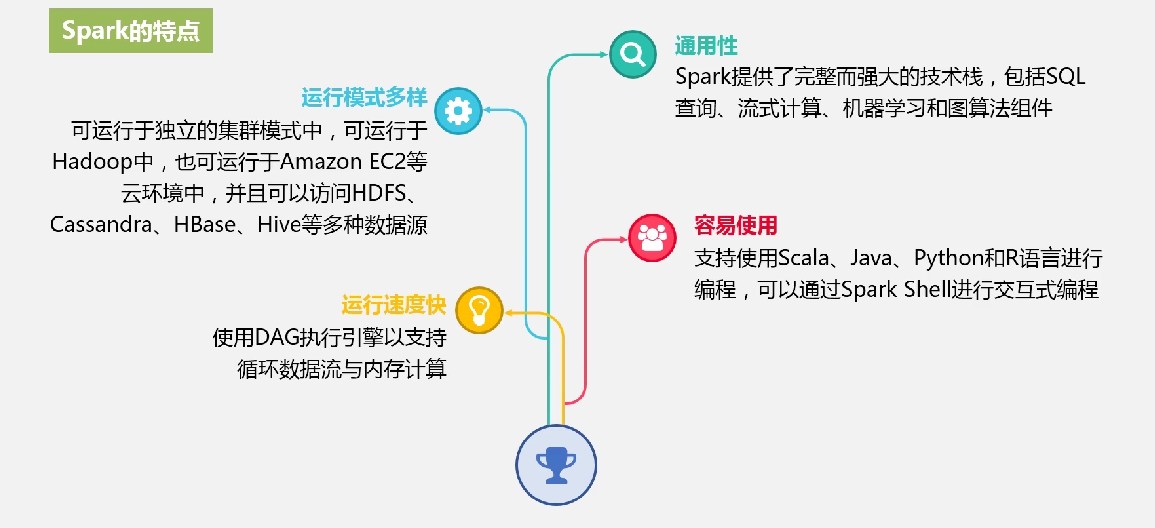 Spark的特点
运行模式多样
可运行于独立的集群模式中，可运行于
Hadoop中，也可运行于Amazon EC2等
云环境中，并且可以访问HDFS、
Cassandra、HBase、Hive等多种数据源
运行速度快
使用DAG执行引擎以支持
循环数据流与内存计算
通用性
Spark提供了完整而强大的技术栈，包括SQL
查询、流式计算、机器学习和图算法组件
容易使用
支持使用Scala、Java、Python和R语言进行
编程，可以通过Spark Shell进行交互式编程